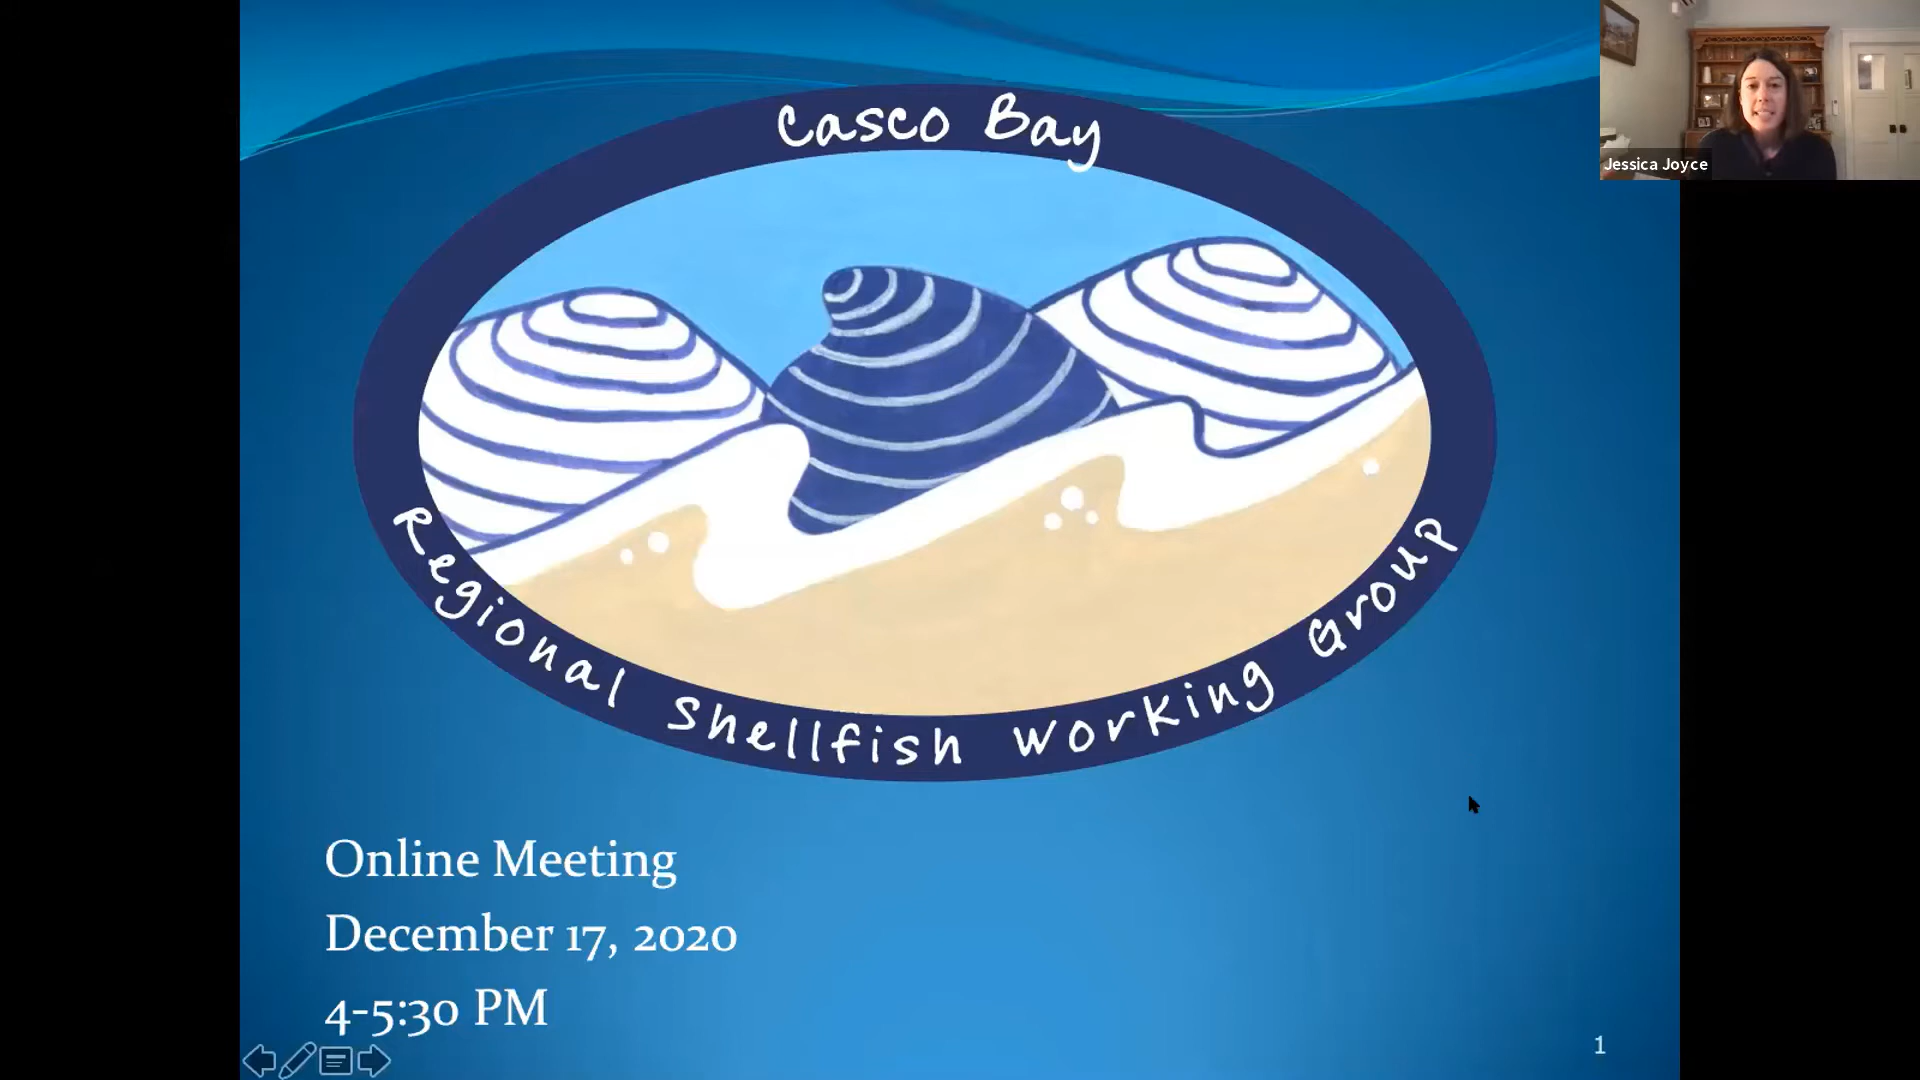 Casco Bay
Regional Shellfish Working Group
Jessica Joyce
Online Meeting
December 17, 2020
4-5:30 PM
1